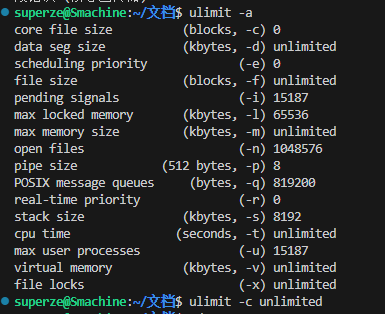 superze@Smachine:~/文档$ ulimit -a
core file size          (blocks, -c) 0
data seg size           (kbytes, -d) unlimited
scheduling priority             (-e) 0
file size               (blocks, -f) unlimited
pending signals                 (-i) 15187
max locked memory       (kbytes, -l) 65536
max memory size         (kbytes, -m) unlimited
open files                      (-n) 1048576
pipe size            (512 bytes, -p) 8
POSIX message queues     (bytes, -q) 819200
real-time priority              (-r) 0
stack size              (kbytes, -s) 8192
cpu time               (seconds, -t) unlimited
max user processes              (-u) 15187
virtual memory          (kbytes, -v) unlimited
file locks                      (-x) unlimited
superze@Smachine:~/文档$ ulimit -c unlimited